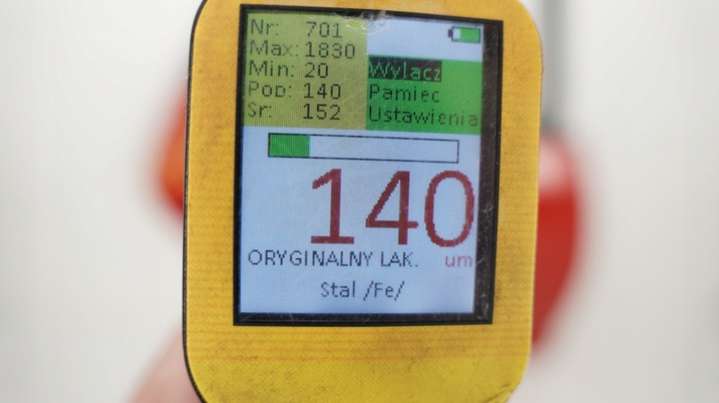 Nr: 701
Max: 1830
Min: 20
Pop: 140
Sr: 152
Wylacz
Pamiec
Ustawienia
140
um
ORYGINALNY LAK.
Stal /Fe/